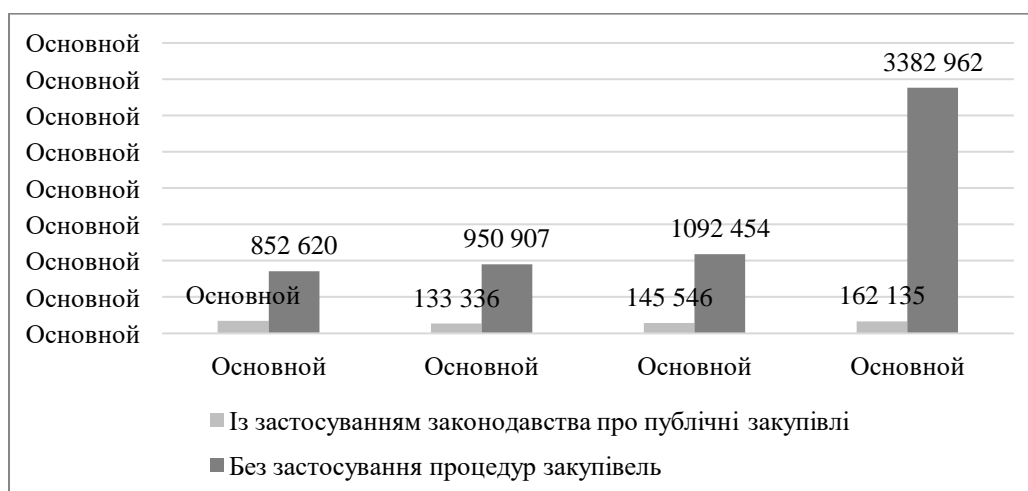 Основной
3382 962
Основной
Основной
Основной
Основной
Основной
1092 454
950 907
852 620
Основной
Основной
Основной
133 336
145 546
162 135
Основной
Основной
Основной
Основной
Основной
Із застосуванням законодавства про публічні закупівлі
Без застосування процедур закупівель